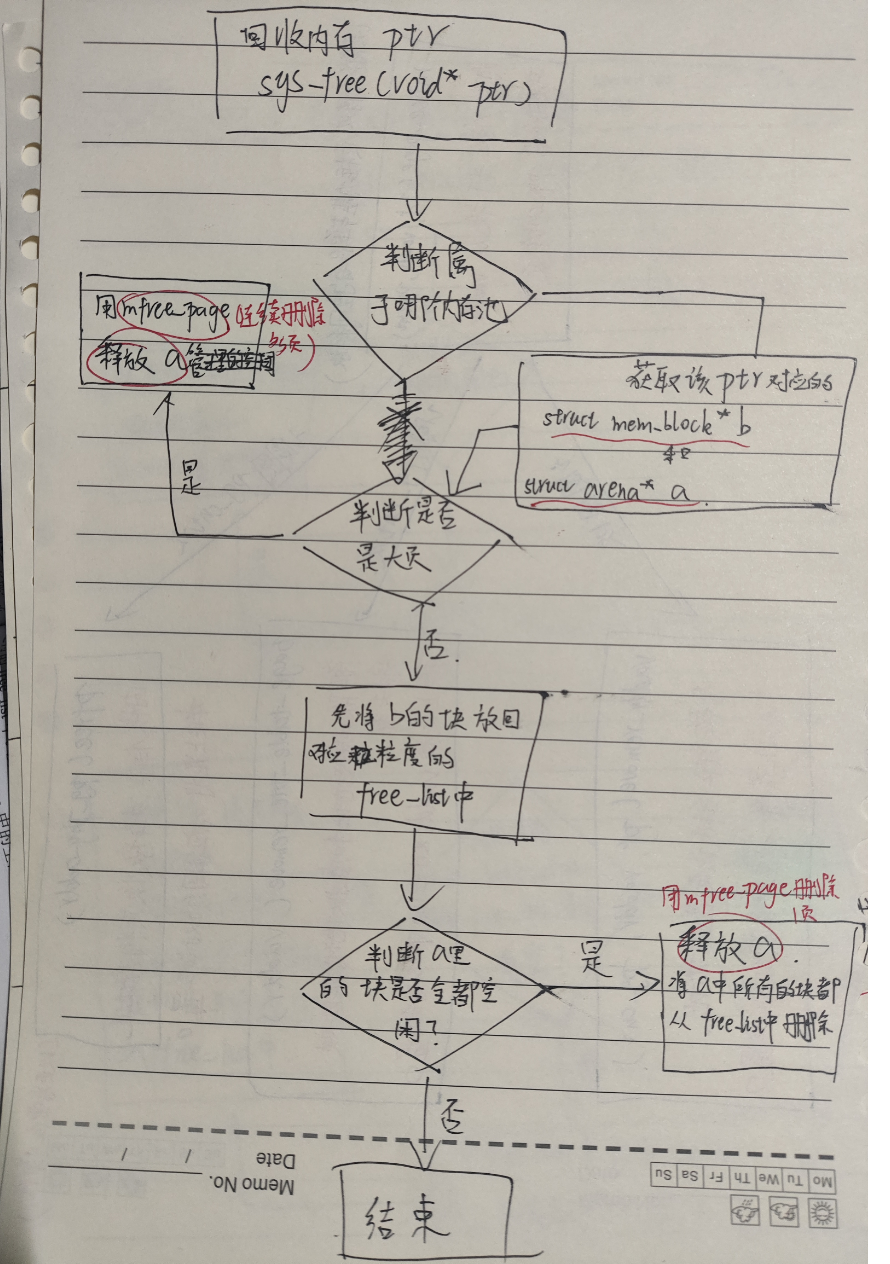 回收内存 ptr
sys_free(void* ptr)
判断属
于哪个内存池
用mfree_page(连续删除
多页)
释放 a管理的空间
获取该ptr对应的
struct mem_block* b
和
struct arena* a
判断是否
是大页
是
否.
先将b的块放回
对应粒度的
free_list中
判断a里
的块是否全都空
闲?
是
用mfree_page删除
1页
释放a.
将a中所有的块都
从 free_list中删除
否
结束
Memo No.
Date / /
Mo Tu We Th Fr Sa Su